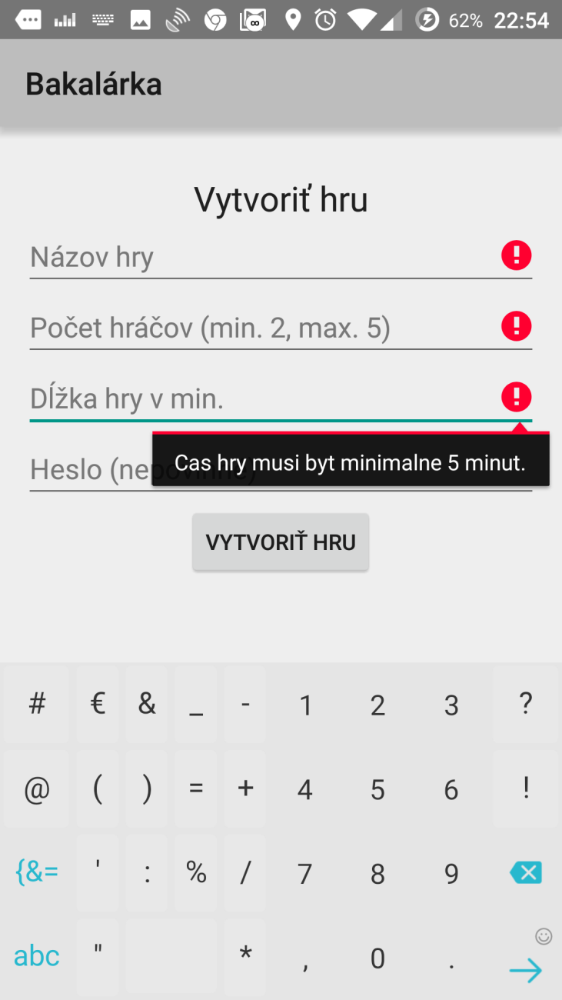 62% 22:54
Bakalárka
Vytvoriť hru
Názov hry
Počet hráčov (min. 2, max. 5)
Dĺžka hry v min.
Cas hry musi byt minimalne 5 minut.
Heslo (nepovinné)
VYTVORIŤ HRU
# € & _ - 1 2 3 ?
@ ( ) = + 4 5 6 !
{&= ' : % / 7 8 9
abc " * , 0 .